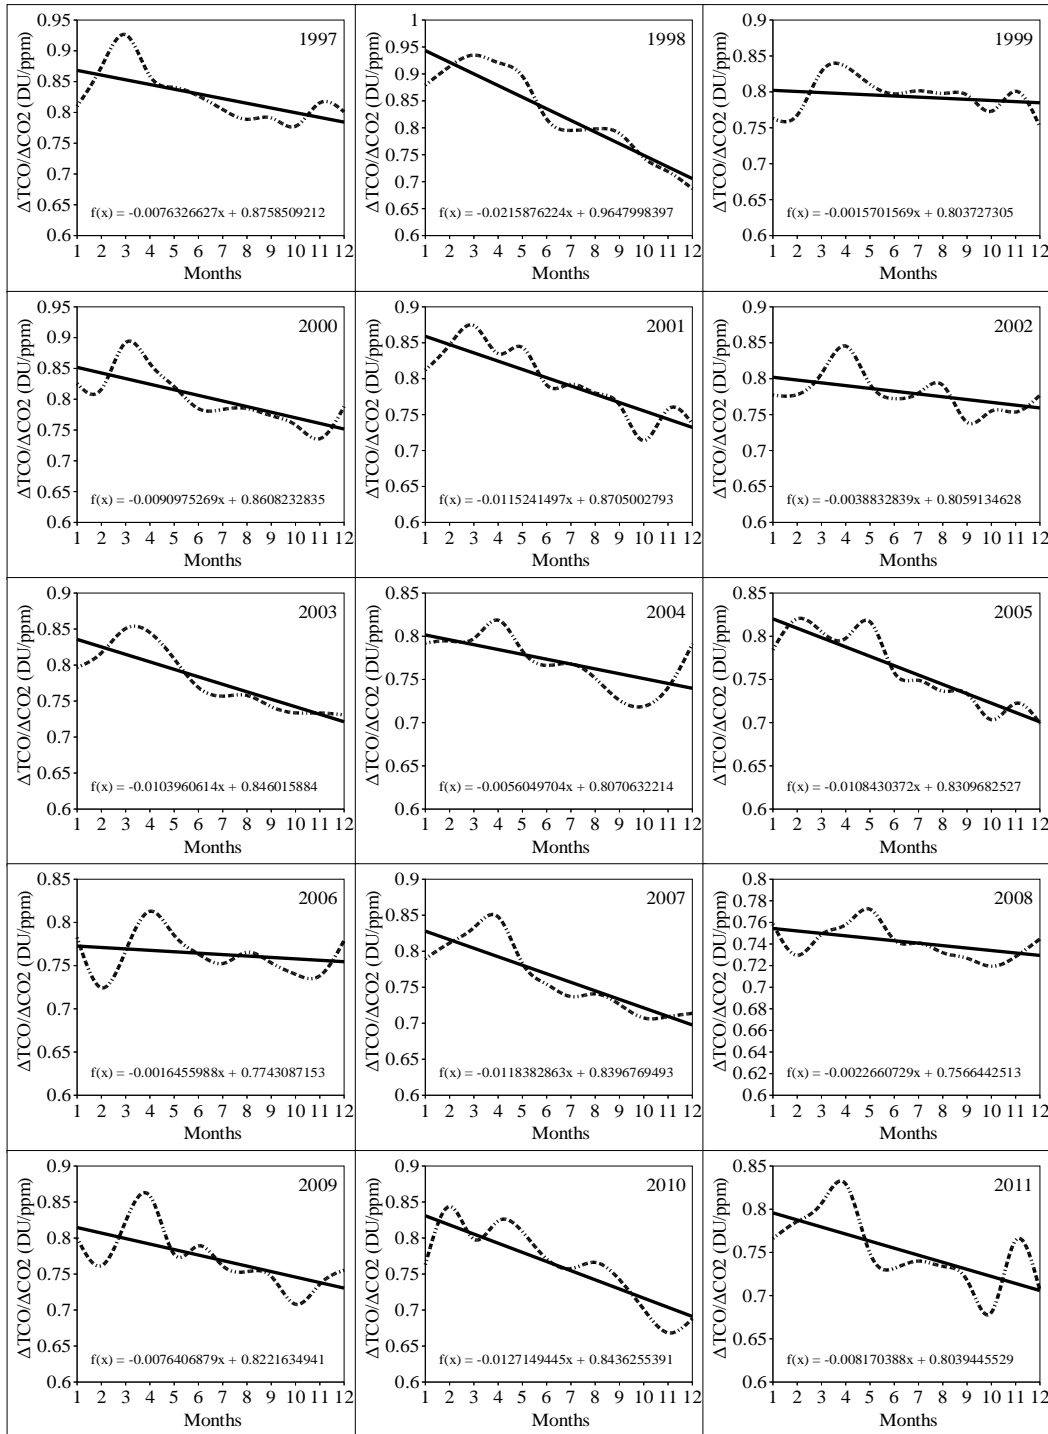 ΔTCO/ΔCO2 (DU/ppm)
0.95
0.9
0.85
0.8
0.75
0.7
0.65
0.6
1997
f(x) = -0.0076326627x + 0.8758509212
1 2 3 4 5 6 7 8 9 10 11 12
Months
ΔTCO/ΔCO2 (DU/ppm)
1
0.95
0.9
0.85
0.8
0.75
0.7
0.65
0.6
1998
f(x) = -0.0215876224x + 0.9647998397
1 2 3 4 5 6 7 8 9 10 11 12
Months
ΔTCO/ΔCO2 (DU/ppm)
0.9
0.85
0.8
0.75
0.7
0.65
0.6
1999
f(x) = -0.0015701569x + 0.803727305
1 2 3 4 5 6 7 8 9 10 11 12
Months
ΔTCO/ΔCO2 (DU/ppm)
0.95
0.9
0.85
0.8
0.75
0.7
0.65
0.6
2000
f(x) = -0.0090975269x + 0.8608232835
1 2 3 4 5 6 7 8 9 10 11 12
Months
ΔTCO/ΔCO2 (DU/ppm)
0.9
0.85
0.8
0.75
0.7
0.65
0.6
2001
f(x) = -0.0115241497x + 0.8705002793
1 2 3 4 5 6 7 8 9 10 11 12
Months
ΔTCO/ΔCO2 (DU/ppm)
0.9
0.85
0.8
0.75
0.7
0.65
0.6
2002
f(x) = -0.0038832839x + 0.8059134628
1 2 3 4 5 6 7 8 9 10 11 12
Months
ΔTCO/ΔCO2 (DU/ppm)
0.9
0.85
0.8
0.75
0.7
0.65
0.6
2003
f(x) = -0.0103960614x + 0.846015884
1 2 3 4 5 6 7 8 9 10 11 12
Months
ΔTCO/ΔCO2 (DU/ppm)
0.85
0.8
0.75
0.7
0.65
0.6
2004
f(x) = -0.0056049704x + 0.8070632214
1 2 3 4 5 6 7 8 9 10 11 12
Months
ΔTCO/ΔCO2 (DU/ppm)
0.85
0.8
0.75
0.7
0.65
0.6
2005
f(x) = -0.0108430372x + 0.8309682527
1 2 3 4 5 6 7 8 9 10 11 12
Months
ΔTCO/ΔCO2 (DU/ppm)
0.85
0.8
0.75
0.7
0.65
0.6
2006
f(x) = -0.0016455988x + 0.7743087153
1 2 3 4 5 6 7 8 9 10 11 12
Months
ΔTCO/ΔCO2 (DU/ppm)
0.9
0.85
0.8
0.75
0.7
0.65
0.6
2007
f(x) = -0.0118382863x + 0.8396769493
1 2 3 4 5 6 7 8 9 10 11 12
Months
ΔTCO/ΔCO2 (DU/ppm)
0.8
0.78
0.76
0.74
0.72
0.7
0.68
0.66
0.64
0.62
0.6
2008
f(x) = -0.0022660729x + 0.7566442513
1 2 3 4 5 6 7 8 9 10 11 12
Months
ΔTCO/ΔCO2 (DU/ppm)
0.9
0.85
0.8
0.75
0.7
0.65
0.6
2009
f(x) = -0.0076406879x + 0.8221634941
1 2 3 4 5 6 7 8 9 10 11 12
Months
ΔTCO/ΔCO2 (DU/ppm)
0.9
0.85
0.8
0.75
0.7
0.65
0.6
2010
f(x) = -0.0127149445x + 0.8436255391
1 2 3 4 5 6 7 8 9 10 11 12
Months
ΔTCO/ΔCO2 (DU/ppm)
0.85
0.8
0.75
0.7
0.65
0.6
2011
f(x) = -0.008170388x + 0.8039445529
1 2 3 4 5 6 7 8 9 10 11 12
Months